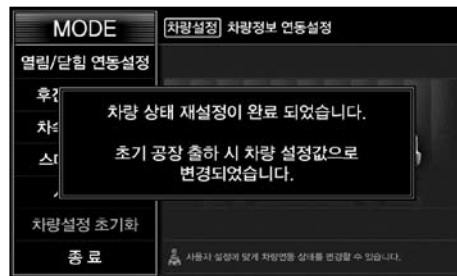 MODE
차량설정 차량정보 연동설정
열림/닫힘 연동설정
차량 상태 재설정이 완료 되었습니다.
초기 공장 출하 시 차량 설정값으로
변경되었습니다.
차량설정 초기화
종 료
사용자 설정에 맞게 차량연동 상태를 변경할 수 있습니다.